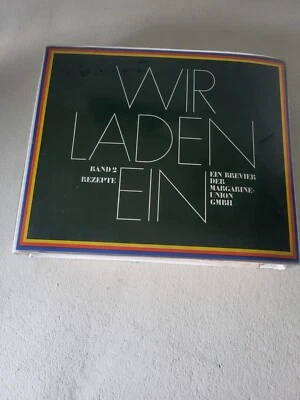 WIR
LADEN
EIN
BAND 2
REZEPTE
EIN BREVIER
DER
MARGARINE-
UNION
GMBH